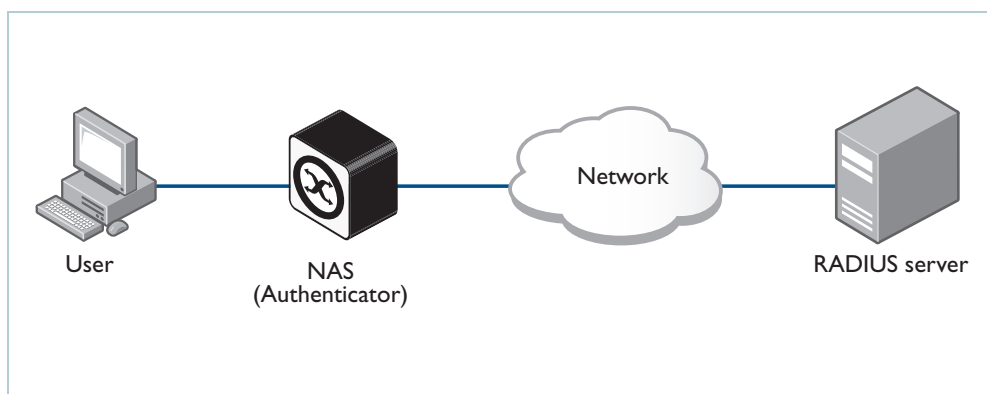 Network
User
NAS
(Authenticator)
RADIUS server